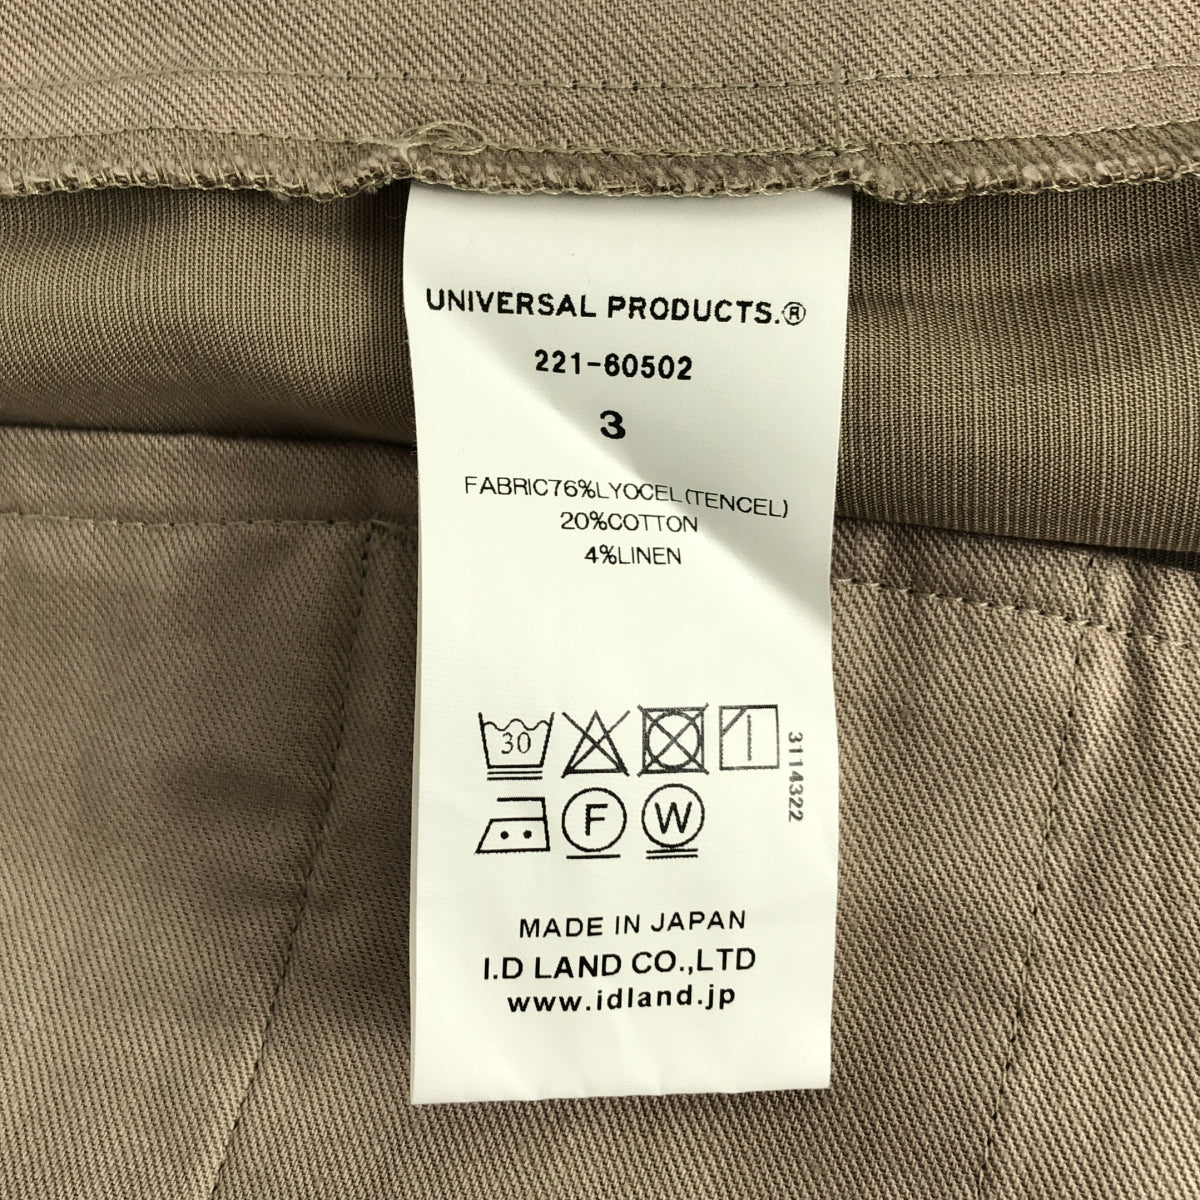 UNIVERSAL PRODUCTS.®
221-60502
3
FABRIC76%LYOCEL(TENCEL)
20%COTTON
4%LINEN
30
3114322
F
W
MADE IN JAPAN
I.D LAND CO.,LTD
www.idland.jp